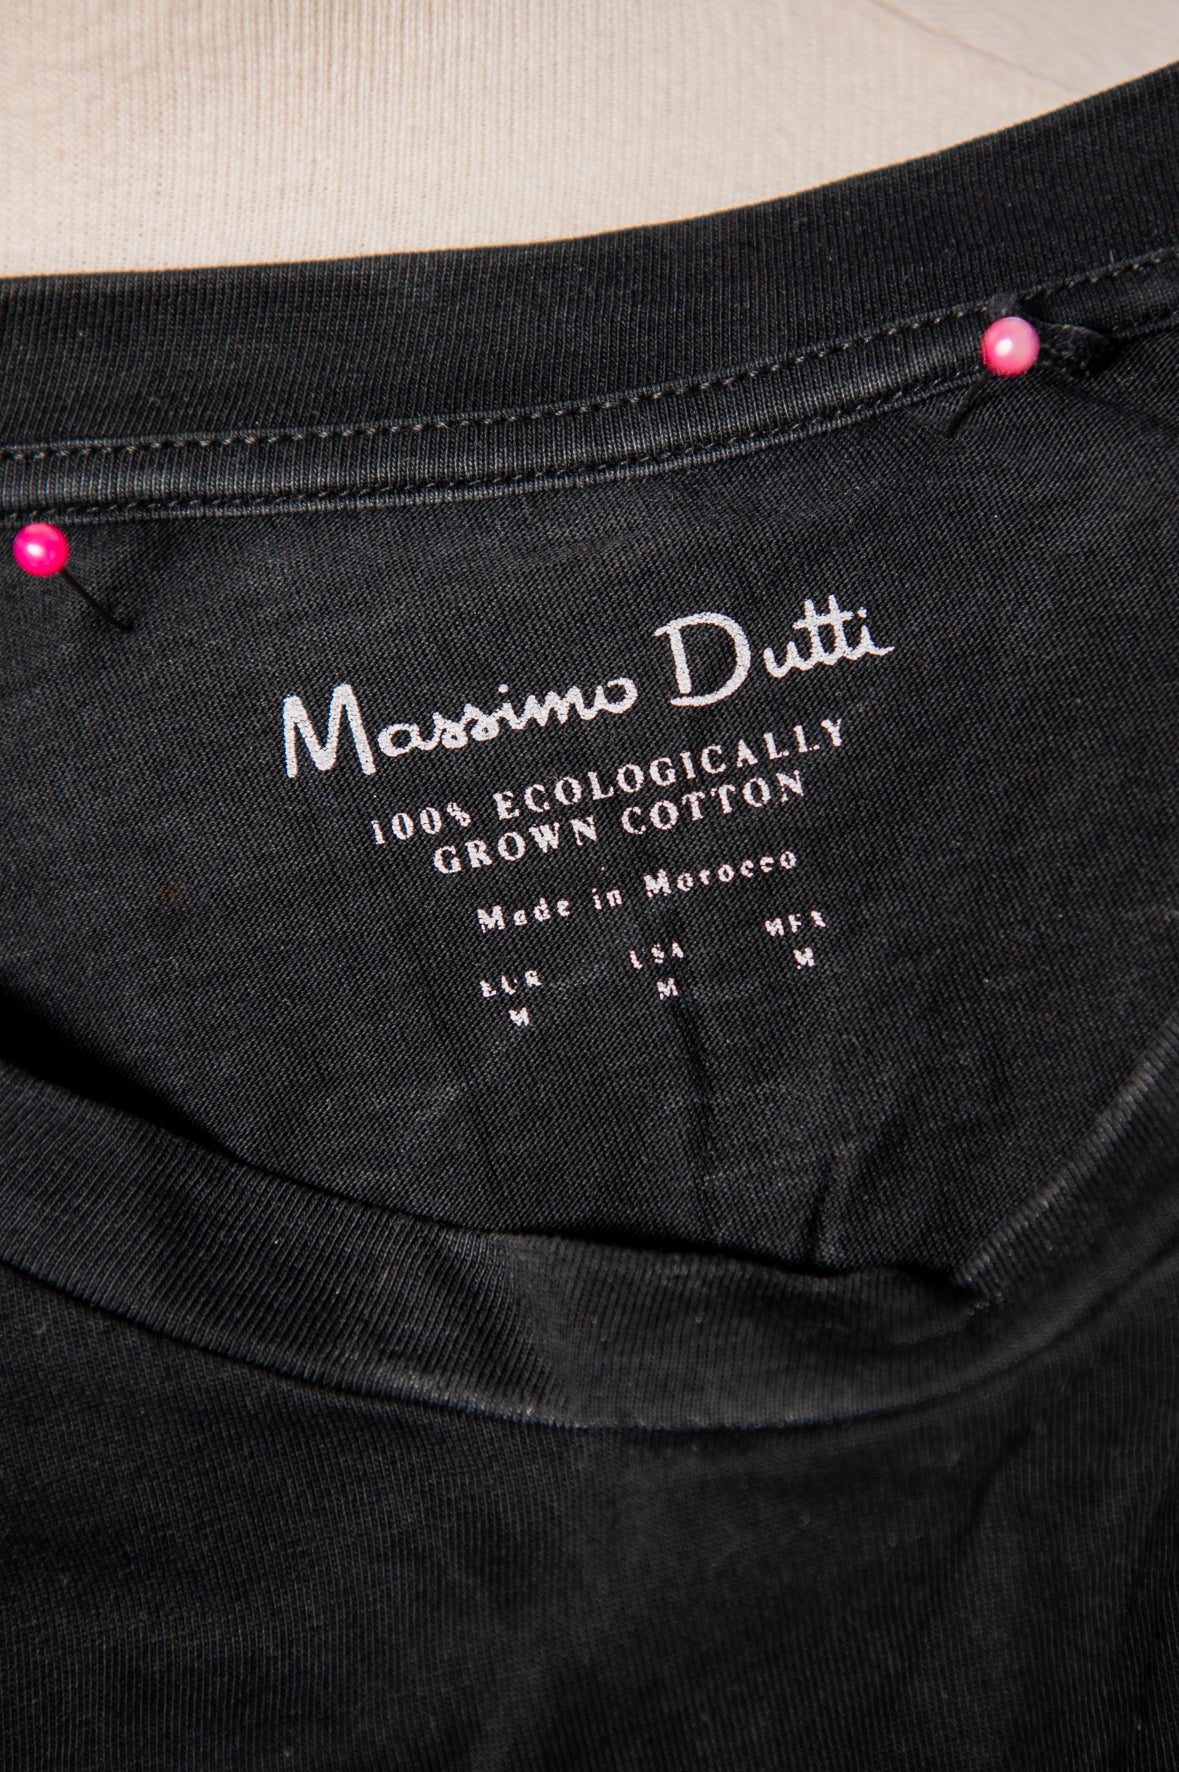 Massimo Dutti
100% ECOLOGICALLY
GROWN COTTON
Made in Morocco
EUR USA MEX
M M M